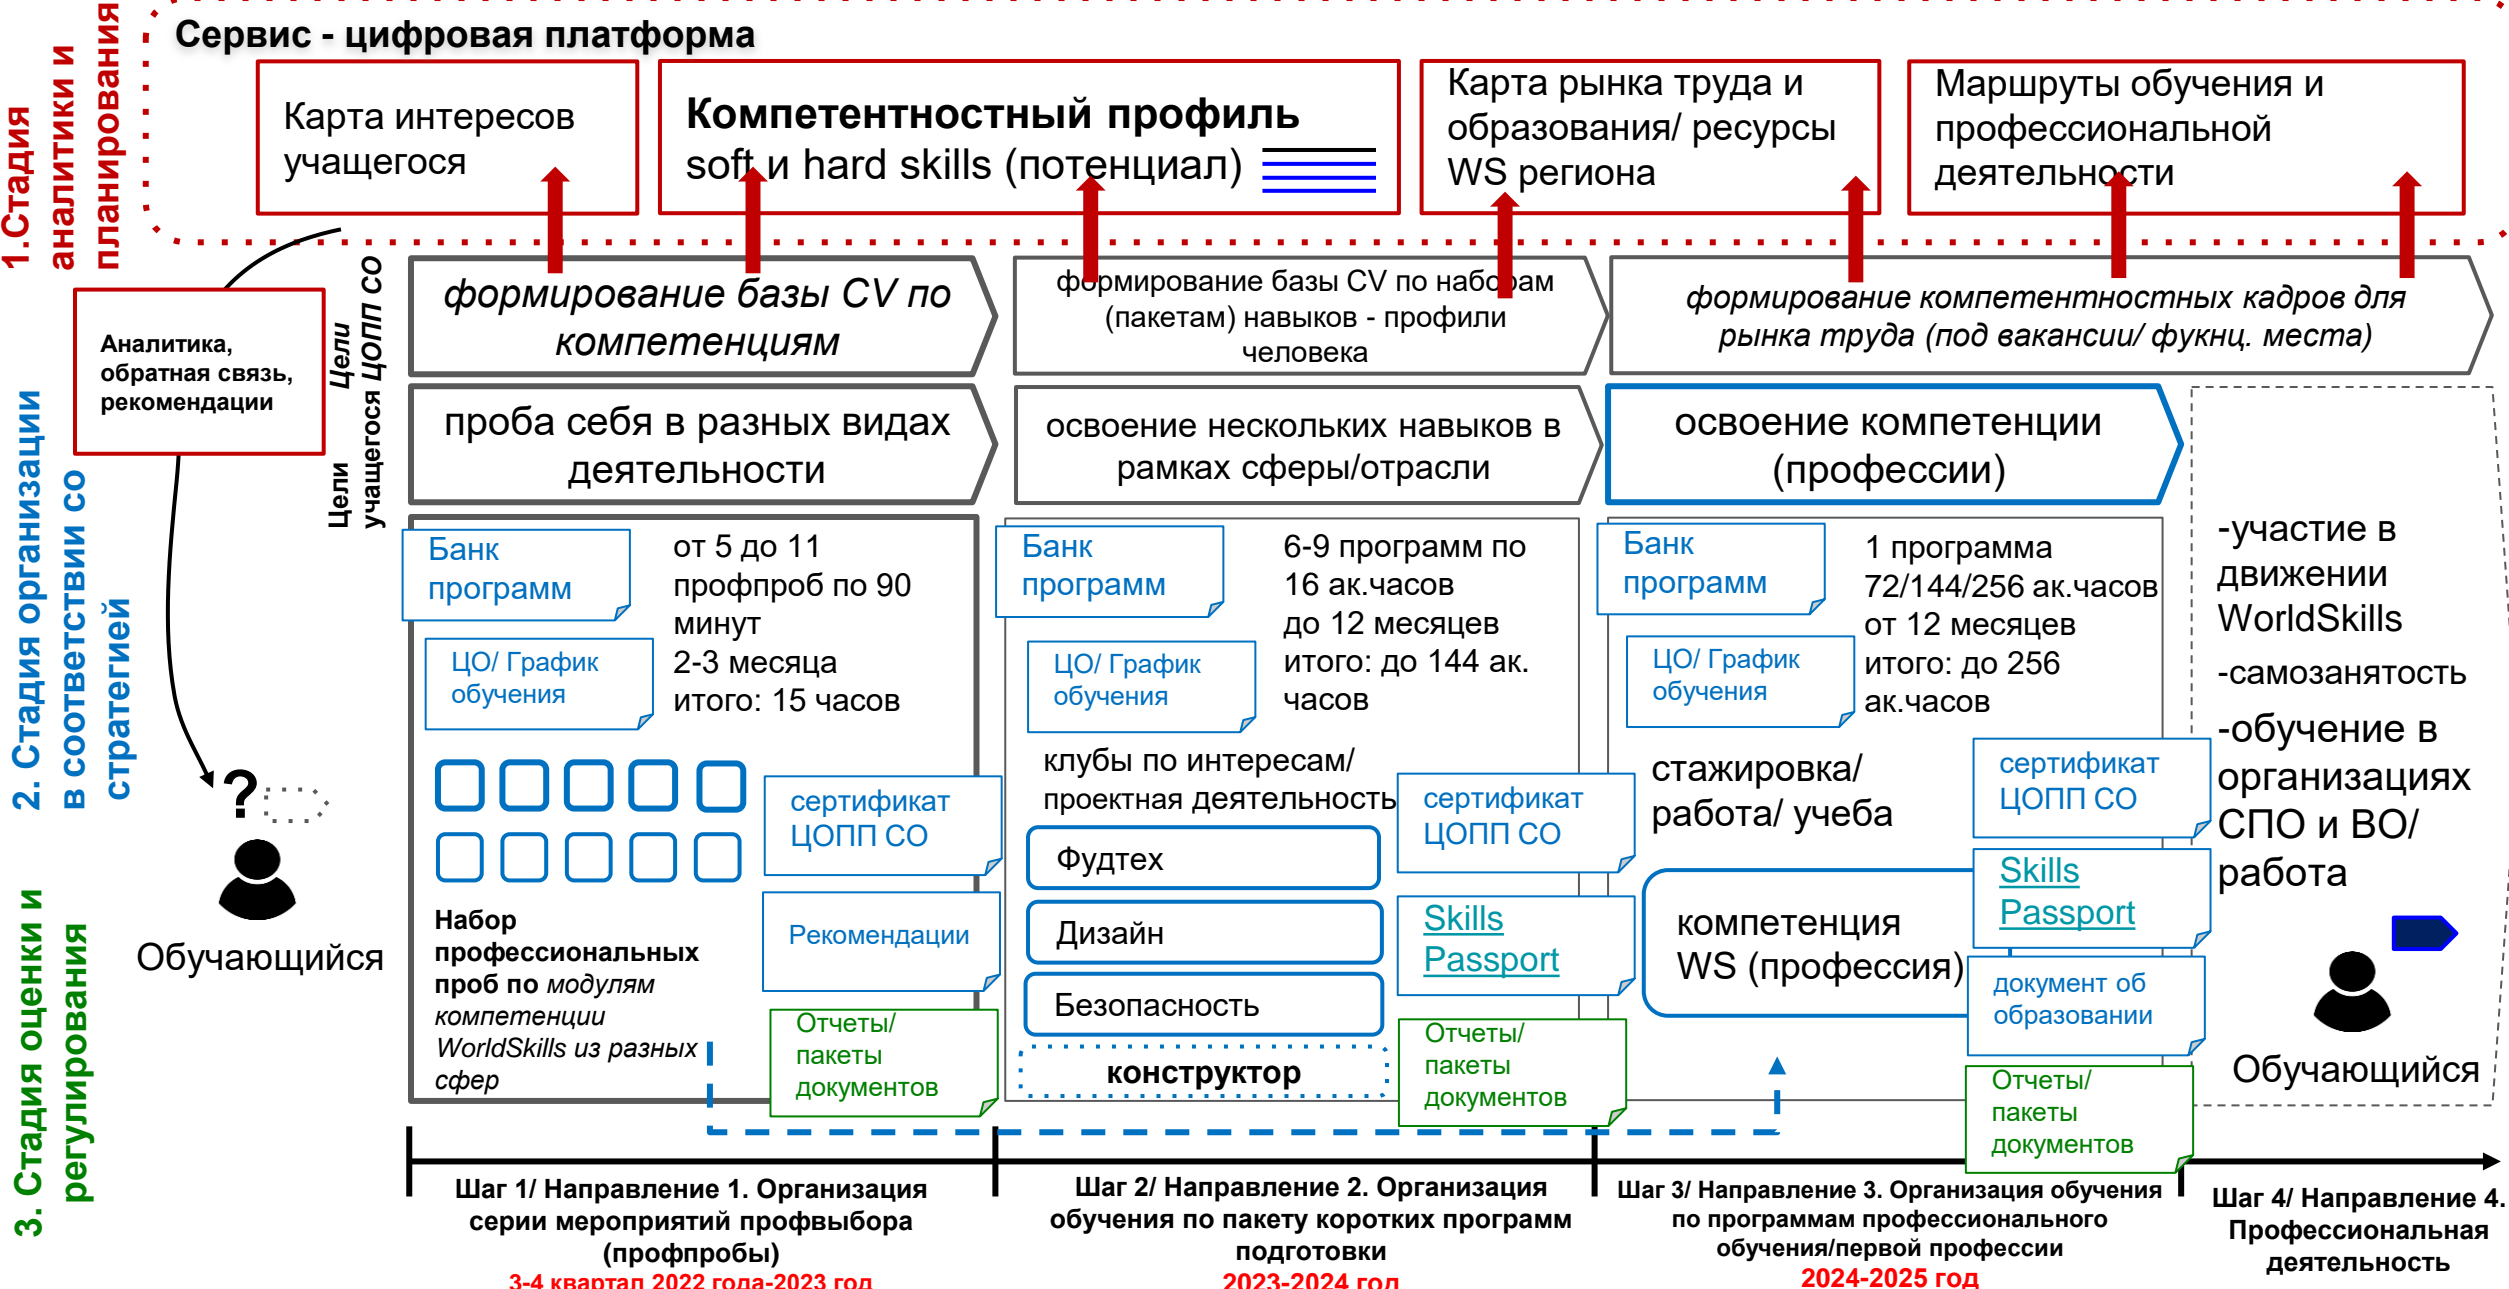 Сервис - цифровая платформа
1.Стадия
аналитики и
планирования
Карта интересов
учащегося
Компетентностный профиль
soft и hard skills (потенциал)
Карта рынка труда и
образования/ ресурсы
WS региона
Маршруты обучения и
профессиональной
деятельности
Аналитика,
обратная связь,
рекомендации
Цели
ЦОПП СО
формирование базы CV по
компетенциям
формирование базы CV по наборам
(пакетам) навыков - профили
человека
формирование компетентностных кадров для
рынка труда (под вакансии/ фукнц. места)
Цели
учащегося
проба себя в разных видах
деятельности
освоение нескольких навыков в
рамках сферы/отрасли
освоение компетенции
(профессии)
2. Стадия организации
в соответствии со
стратегией
?
Обучающийся
Банк
программ
от 5 до 11
профпроб по 90
минут
2-3 месяца
итого: 15 часов
ЦО/ График
обучения
сертификат
ЦОПП СО
Рекомендации
Набор
профессиональных
проб по модулям
компетенции
WorldSkills из разных
сфер
Отчеты/
пакеты
документов
Банк
программ
6-9 программ по
16 ак.часов
до 12 месяцев
итого: до 144 ак.
часов
ЦО/ График
обучения
клубы по интересам/
проектная деятельность
сертификат
ЦОПП СО
Фудтех
Дизайн
Безопасность
конструктор
Skills
Passport
Отчеты/
пакеты
документов
Банк
программ
1 программа
72/144/256 ак.часов
от 12 месяцев
итого: до 256
ак.часов
ЦО/ График
обучения
стажировка/
работа/ учеба
сертификат
ЦОПП СО
компетенция
WS (профессия)
Skills
Passport
документ об
образовании
Отчеты/
пакеты
документов
-участие в
движении
WorldSkills
-самозанятость
-обучение в
организациях
СПО и ВО/
работа
Обучающийся
3. Стадия оценки и
регулирования
Шаг 1/ Направление 1. Организация
серии мероприятий профвыбора
(профпробы)
3-4 квартал 2022 года-2023 год
Шаг 2/ Направление 2. Организация
обучения по пакету коротких программ
подготовки
2023-2024 год
Шаг 3/ Направление 3. Организация обучения
по программам профессионального
обучения/первой профессии
2024-2025 год
Шаг 4/ Направление 4.
Профессиональная
деятельность